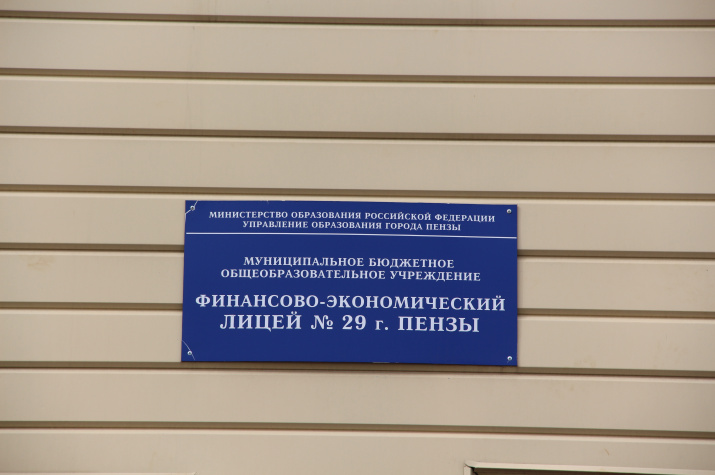 МИНИСТЕРСТВО ОБРАЗОВАНИЯ РОССИЙСКОЙ ФЕДЕРАЦИИ
УПРАВЛЕНИЕ ОБРАЗОВАНИЯ ГОРОДА ПЕНЗЫ
МУНИЦИПАЛЬНОЕ БЮДЖЕТНОЕ
ОБЩЕОБРАЗОВАТЕЛЬНОЕ УЧРЕЖДЕНИЕ
ФИНАНСОВО-ЭКОНОМИЧЕСКИЙ
ЛИЦЕЙ № 29 г. ПЕНЗЫ